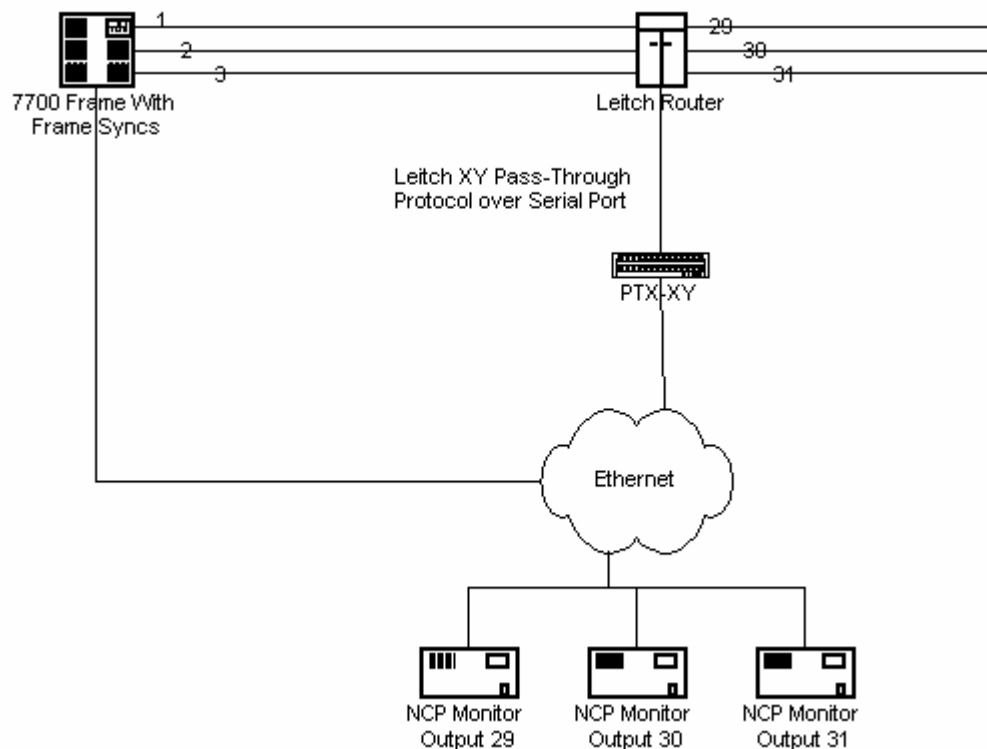 1
2
3
29
30
31
7700 Frame With
Frame Syncs
Leitch Router
Leitch XY Pass-Through
Protocol over Serial Port
PTX-XY
Ethernet
NCP Monitor
Output 29
NCP Monitor
Output 30
NCP Monitor
Output 31